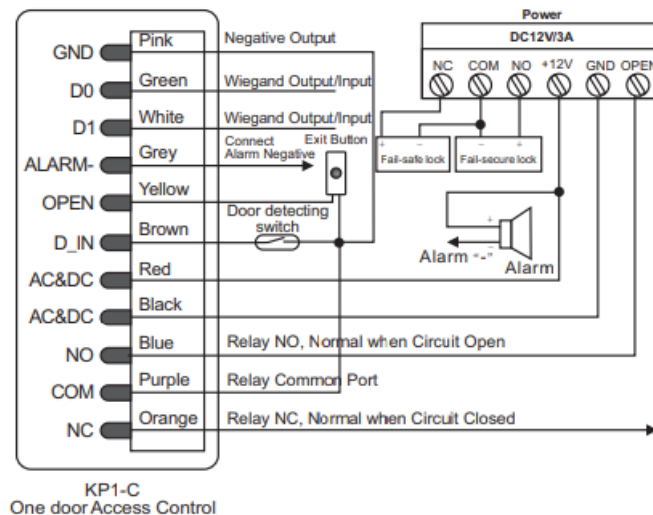 Power
DC12V/3A
NC COM NO +12V GND OPEN
GND Pink Negative Output
D0 Green Wiegand Output/Input
D1 White Wiegand Output/Input
ALARM- Grey Connect
Alarm Negative
Exit Button
+ - Fail-safe lock
- + Fail-secure lock
OPEN Yellow
D_IN Brown Door detecting
switch
+
-
Alarm "-" Alarm
AC&DC Red
AC&DC Black
NO Blue Relay NO, Normal when Circuit Open
COM Purple Relay Common Port
NC Orange Relay NC, Normal when Circuit Closed
KP1-C
One door Access Control